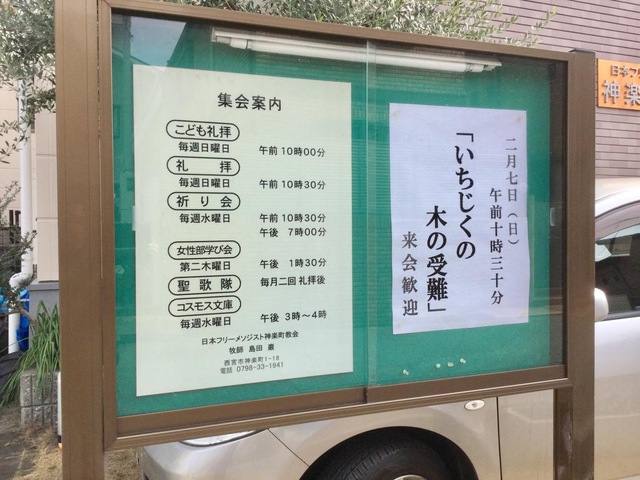 集会案内
こども礼拝
毎週日曜日 午前10時00分
礼拝
毎週日曜日 午前10時30分
祈り会
毎週水曜日 午前10時30分
午後 7時00分
女性部学び会
第二木曜日 午後 1時30分
聖歌隊 毎月二回 礼拝後
コスモス文庫
毎週水曜日 午後 3時～4時
日本フリーメソジスト神楽町教会
牧師 島田 巌
西宮市神楽町1-18
電話 0798-33-1941
二月七日（日）
午前十時三十分
「いちじくの
木の受難」
来会歓迎
日本フ
神楽